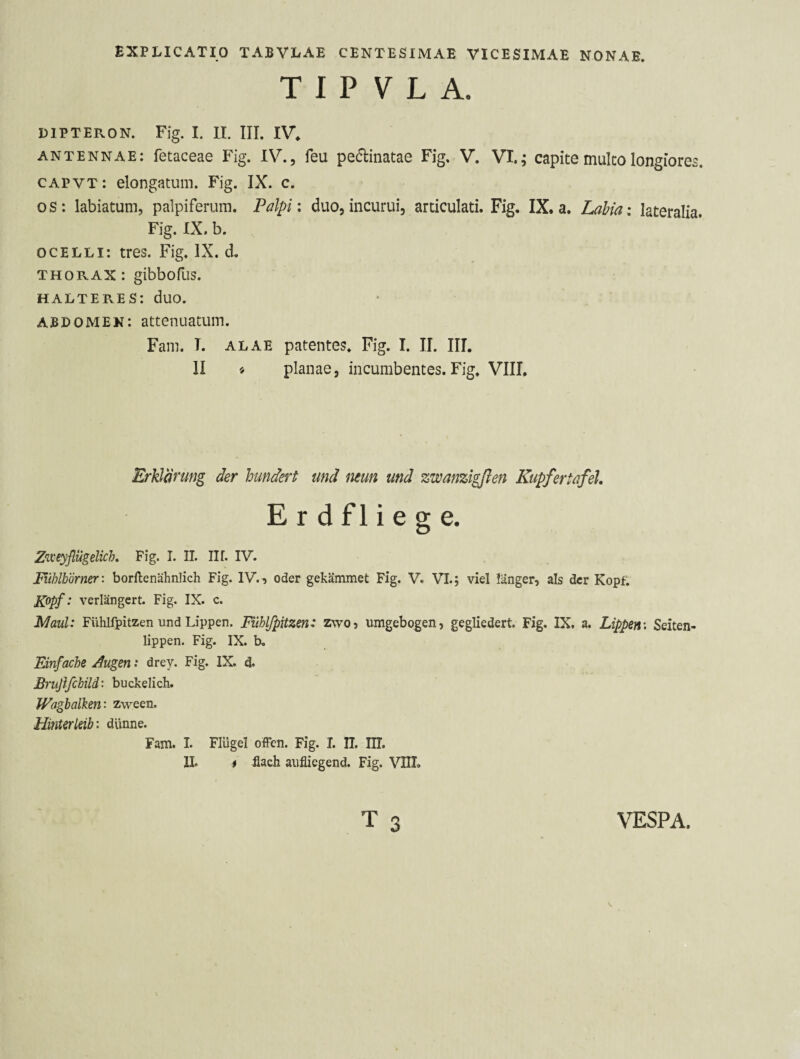 EXPLICATIO TABVLAE CENTESIMAE VICESIMAE NONAE.
TIPVLA.
DIPTERON. Fig. I. II. III. IV.
ANTENNAE: ſetaceae Fig. IV., ſeu pectinatae Fig. V. VI.; capite multo longiores.
CAPVT: elongatum. Fig. IX. c.
OS: labiatum, palpiferum. Palpi: duo, incurui, articulati. Fig. IX. a. Labia: lateralia.
Fig. IX. b.
OCELLI: tres. Fig. IX. d.
THORAX: gibboſus.
HALTERES: duo.
ABDOMEN: attenuatum.
Fam. I. ALAE patentes. Fig. I. II. III.
II = planae, incumbentes. Fig. VIII.
Erklärung der hundert und neun und zwanzigſten Kupfertafel.
Erdfliege.
Zweyflügelich. Fig. I. II. III. IV.
Fühlhörner: borſtenähnlich Fig. IV., oder gekämmet Fig. V. VI.; viel länger, als der Kopf.
Kopf: verlängert. Fig. IX. c.
Maul: Fühlſpitzen und Lippen. Fühlſpitzen: zwo, umgebogen, gegliedert. Fig. IX. a. Lippen: Seiten-
lippen. Fig. IX. b.
Einfache Augen: drey. Fig. IX. d.
Bruſtſchild: buckelich.
Wagbalken: zween.
Hinterleib: dünne.
Fam. I. Flügel offen. Fig. I. II. III.
II. = flach aufliegend. Fig. VIII.
T 3 VESPA.